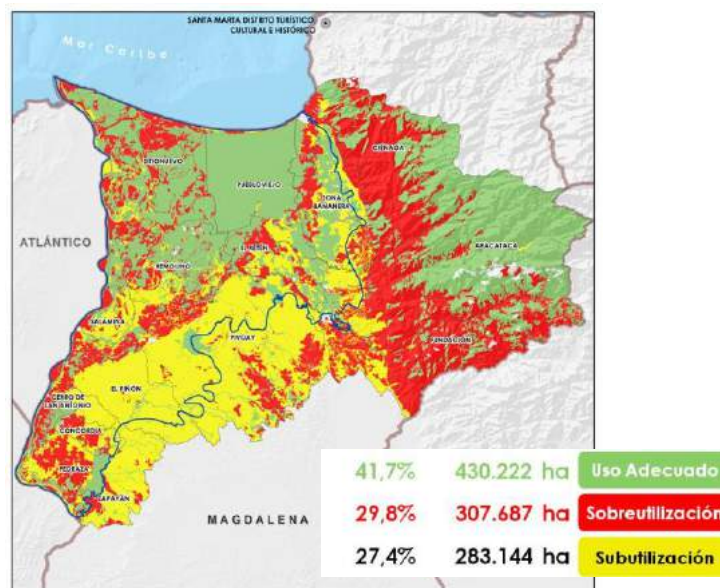 SANTA MARTA DISTRITO TURÍSTICO
CULTURAL E HISTÓRICO
Mar Caribe
CIENAGA
SITIONUEVO
PUEBLOVIEJO
ZONA
BANANERA
ATLÁNTICO
EL RETÉN
ARACATACA
REMOLINO
SALAMINA
PIVIJAY
FUNDACIÓN
EL PIÑÓN
CERRO DE
SAN ANTONIO
CONCORDIA
PEDRAZA
ZAPAYÁN
MAGDALENA
41,7% 430.222 ha Uso Adecuado
29,8% 307.687 ha Sobreutilización
27,4% 283.144 ha Subutilización